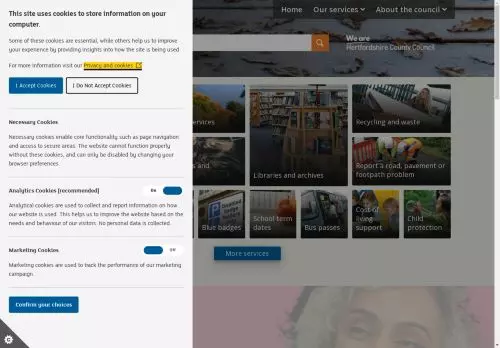 This site uses cookies to store information on your
computer.
Some of these cookies are essential, while others help us to
improve your experience by providing insights into how the site is being used.
For more information visit our Privacy and cookies
I Accept Cookies
I Do Not Accept Cookies
Necessary Cookies
Necessary cookies enable core functionality such as page navigation
and access to secure areas. The website cannot function properly
without these cookies, and can only be disabled by changing your
browser preferences.
Analytics Cookies [recommended]
On
Analytical cookies are used to collect and report information on how
our website is used. This helps us to improve the website based on the
needs and behaviour of our visitors. No personal data is collected.
Marketing Cookies
Off
Marketing cookies are used to track the performance of our marketing
campaign.
Confirm your choices
Home
Our services
About the council
We are
Hertfordshire County Council
services
Libraries and archives
Recycling and waste
and
Report a road, pavement or
footpath problem
Blue badges
School term
dates
Bus passes
Cost of
living
support
Child
protection
More services